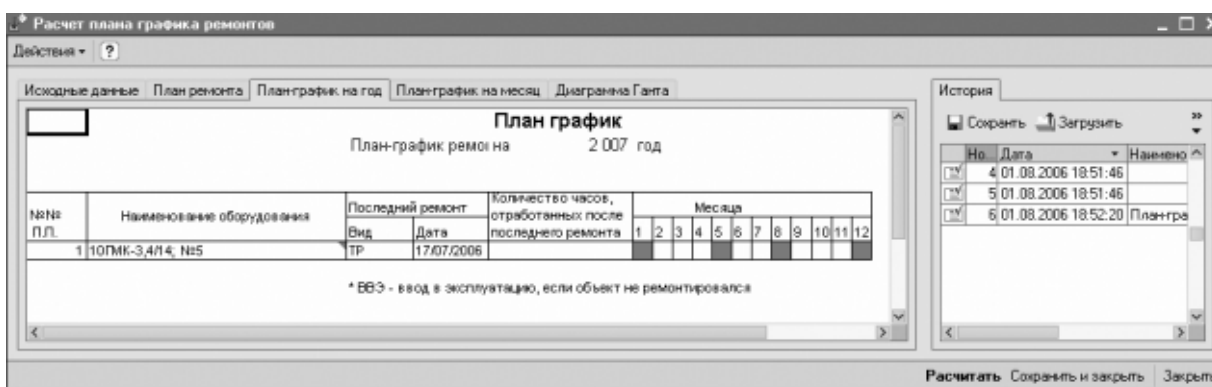 Расчет плана графика ремонтов
Действия ?
Исходные данные План ремонта План-график на год План-график на месяц Диаграмма Ганта
План график
План-график ремон на 2 007 год
№№ п.п. Наименование оборудования Последний ремонт Количество часов, отработанных после последнего ремонта Месяца
Вид Дата 1 2 3 4 5 6 7 8 9 10 11 12
1 10ПМК-3,4/14; №5 ТР 17/07/2006
* ВВЭ - ввод в эксплуатацию, если объект не ремонтировался
История
Сохранить Загрузить »
Но... Дата Наимено
4 01.08.2006 18:51:46
5 01.08.2006 18:51:46
6 01.08.2006 18:52:20 План-гра
Расчитать Сохранить и закрыть Закрыт